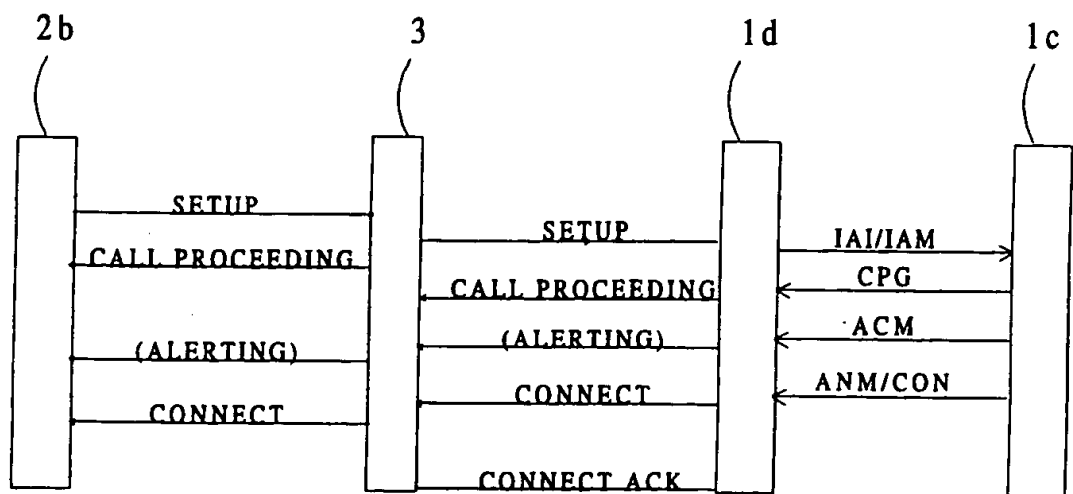 2b
3
1d
1c
SETUP
SETUP
IAI/IAM
CALL PROCEEDING
CPG
CALL PROCEEDING
ACM
(ALERTING)
(ALERTING)
ANM/CON
CONNECT
CONNECT
CONNECT ACK